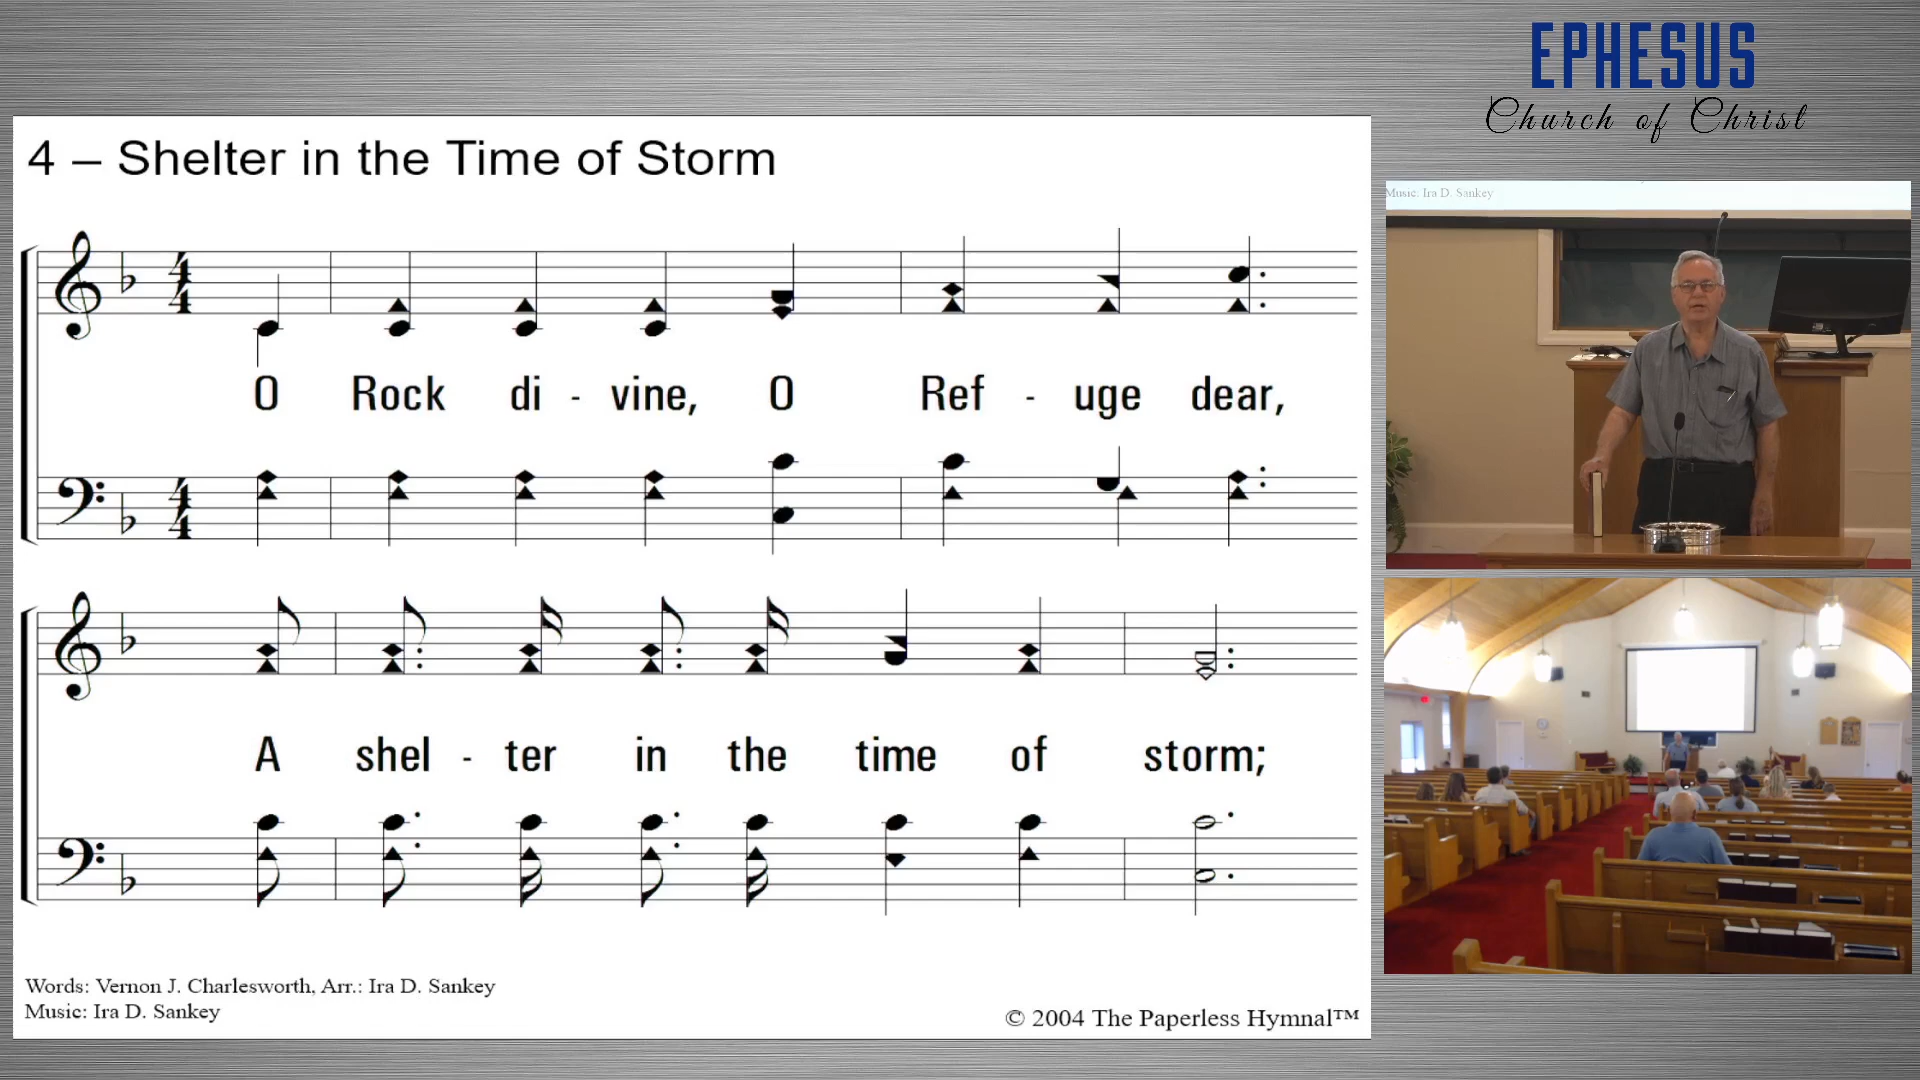 EPHESUS
Church of Christ
4 – Shelter in the Time of Storm
O Rock di - vine, O Ref - uge dear,
A shel - ter in the time of storm;
Words: Vernon J. Charlesworth, Arr.: Ira D. Sankey
Music: Ira D. Sankey
© 2004 The Paperless Hymnal™
Music: Ira D. Sankey